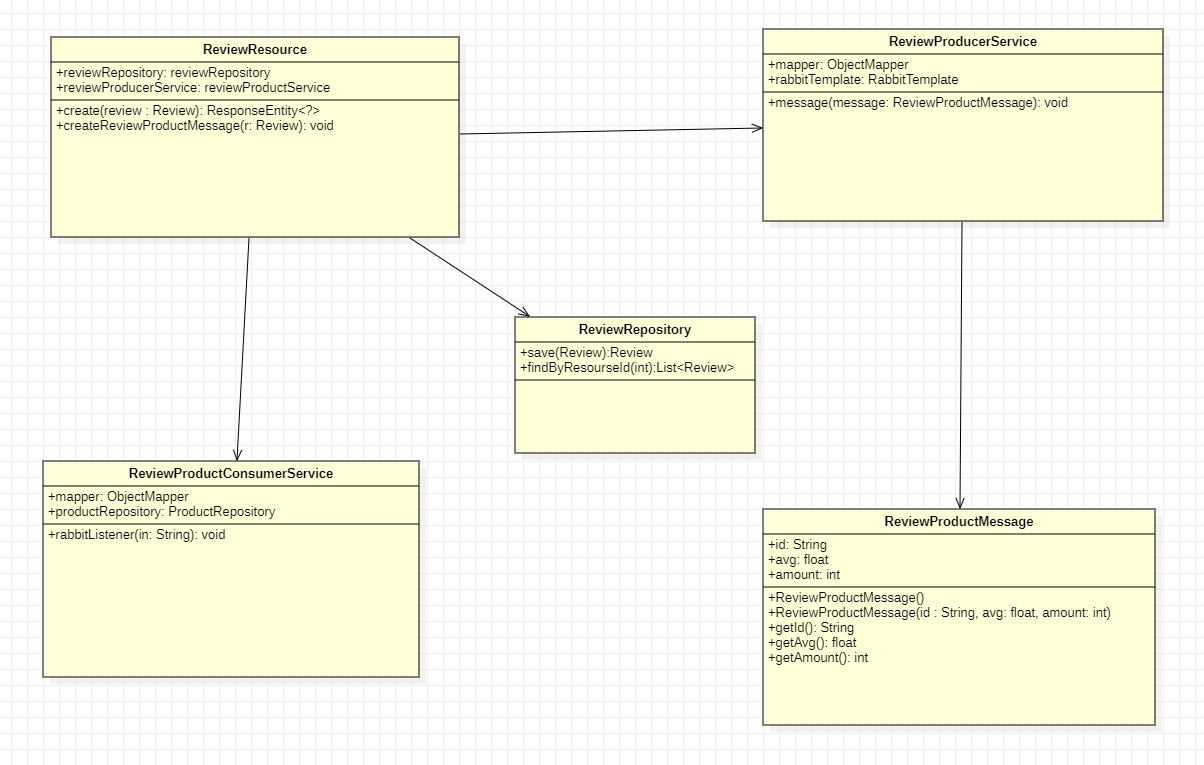 ReviewResource
+reviewRepository: reviewRepository
+reviewProducerService: reviewProductService
+create(review : Review): ResponseEntity<?>
+createReviewProductMessage(r: Review): void
ReviewProducerService
+mapper: ObjectMapper
+rabbitTemplate: RabbitTemplate
+message(message: ReviewProductMessage): void
ReviewRepository
+save(Review):Review
+findByResourseId(int):List<Review>
ReviewProductConsumerService
+mapper: ObjectMapper
+productRepository: ProductRepository
+rabbitListener(in: String): void
ReviewProductMessage
+id: String
+avg: float
+amount: int
+ReviewProductMessage()
+ReviewProductMessage(id : String, avg: float, amount: int)
+getId(): String
+getAvg(): float
+getAmount(): int